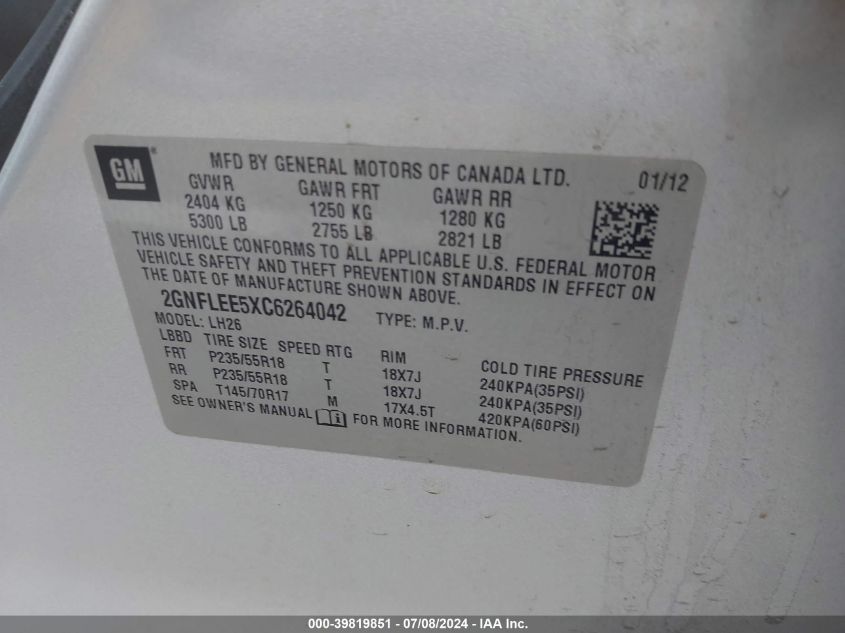 GM®
MFD BY GENERAL MOTORS OF CANADA LTD. 01/12
GVWR GAWR FRT GAWR RR
2404 KG 1250 KG 1280 KG
5300 LB 2755 LB 2821 LB
THIS VEHICLE CONFORMS TO ALL APPLICABLE U.S. FEDERAL MOTOR
VEHICLE SAFETY AND THEFT PREVENTION STANDARDS IN EFFECT ON
THE DATE OF MANUFACTURE SHOWN ABOVE.
2GNFLEE5XC6264042 TYPE: M.P.V.
MODEL: LH26
LBBD TIRE SIZE SPEED RTG RIM COLD TIRE PRESSURE
FRT P235/55R18 T 18X7J 240KPA(35PSI)
RR P235/55R18 T 18X7J 240KPA(35PSI)
SPA T145/70R17 M 17X4.5T 420KPA(60PSI)
SEE OWNER'S MANUAL FOR MORE INFORMATION.
000-39819851 - 07/08/2024 - IAA Inc.